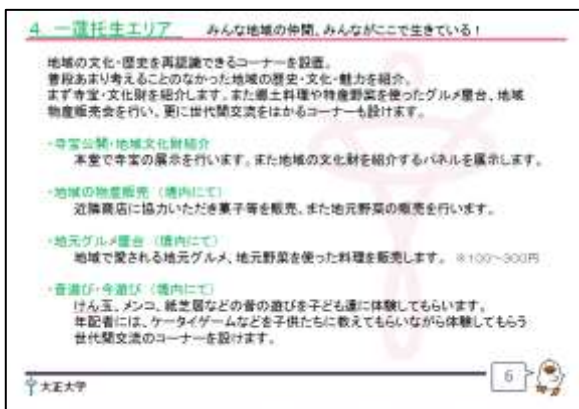 4 一蓮托生エリア　みんな地域の仲間、みんながここで生きている！
地域の文化・歴史を再認識できるコーナーを設置。
普段あまり考えることのなかった地域の歴史・文化・魅力を紹介。
まず寺宝・文化財を紹介します。また郷土料理や特産野菜を使ったグルメ屋台、地域
物産販売会を行い、更に世代間交流をはかるコーナーも設けます。
・寺宝公開・地域文化財紹介
本堂で寺宝の展示を行います。また地域の文化財を紹介するパネルを展示します。
・地域の物産販売（境内にて）
近隣商店に協力いただき菓子等を販売、また地元野菜の販売を行います。
・地元グルメ屋台（境内にて）
地域で愛される地元グルメ、地元野菜を使った料理を販売します。 ※100～300円
・昔遊び・今遊び（境内にて）
けん玉、メンコ、紙芝居などの昔の遊びを子ども達に体験してもらいます。
年配者には、ケータイゲームなどを子供たちに教えてもらいながら体験してもらう
世代間交流のコーナーを設けます。
6
大正大学